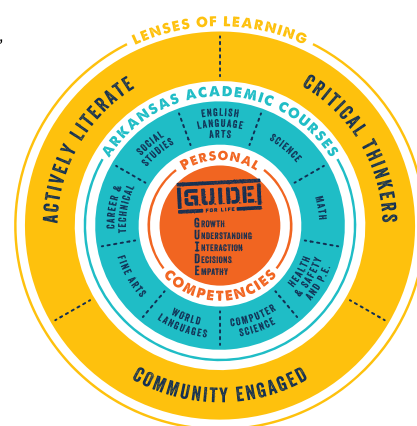 LENSES OF LEARNING
ACTIVELY LITERATE
CRITICAL THINKERS
COMMUNITY ENGAGED
ARKANSAS ACADEMIC COURSES
ENGLISH
LANGUAGE
ARTS
SCIENCE
MATH
HEALTH
& SAFETY
AND P.E.
COMPUTER
SCIENCE
WORLD
LANGUAGES
FINE ARTS
CAREER &
TECHNICAL
SOCIAL
STUDIES
PERSONAL
G.U.I.D.E
FOR LIFE
GROWTH
UNDERSTANDING
INTERACTION
DECISIONS
EMPATHY
COMPETENCIES